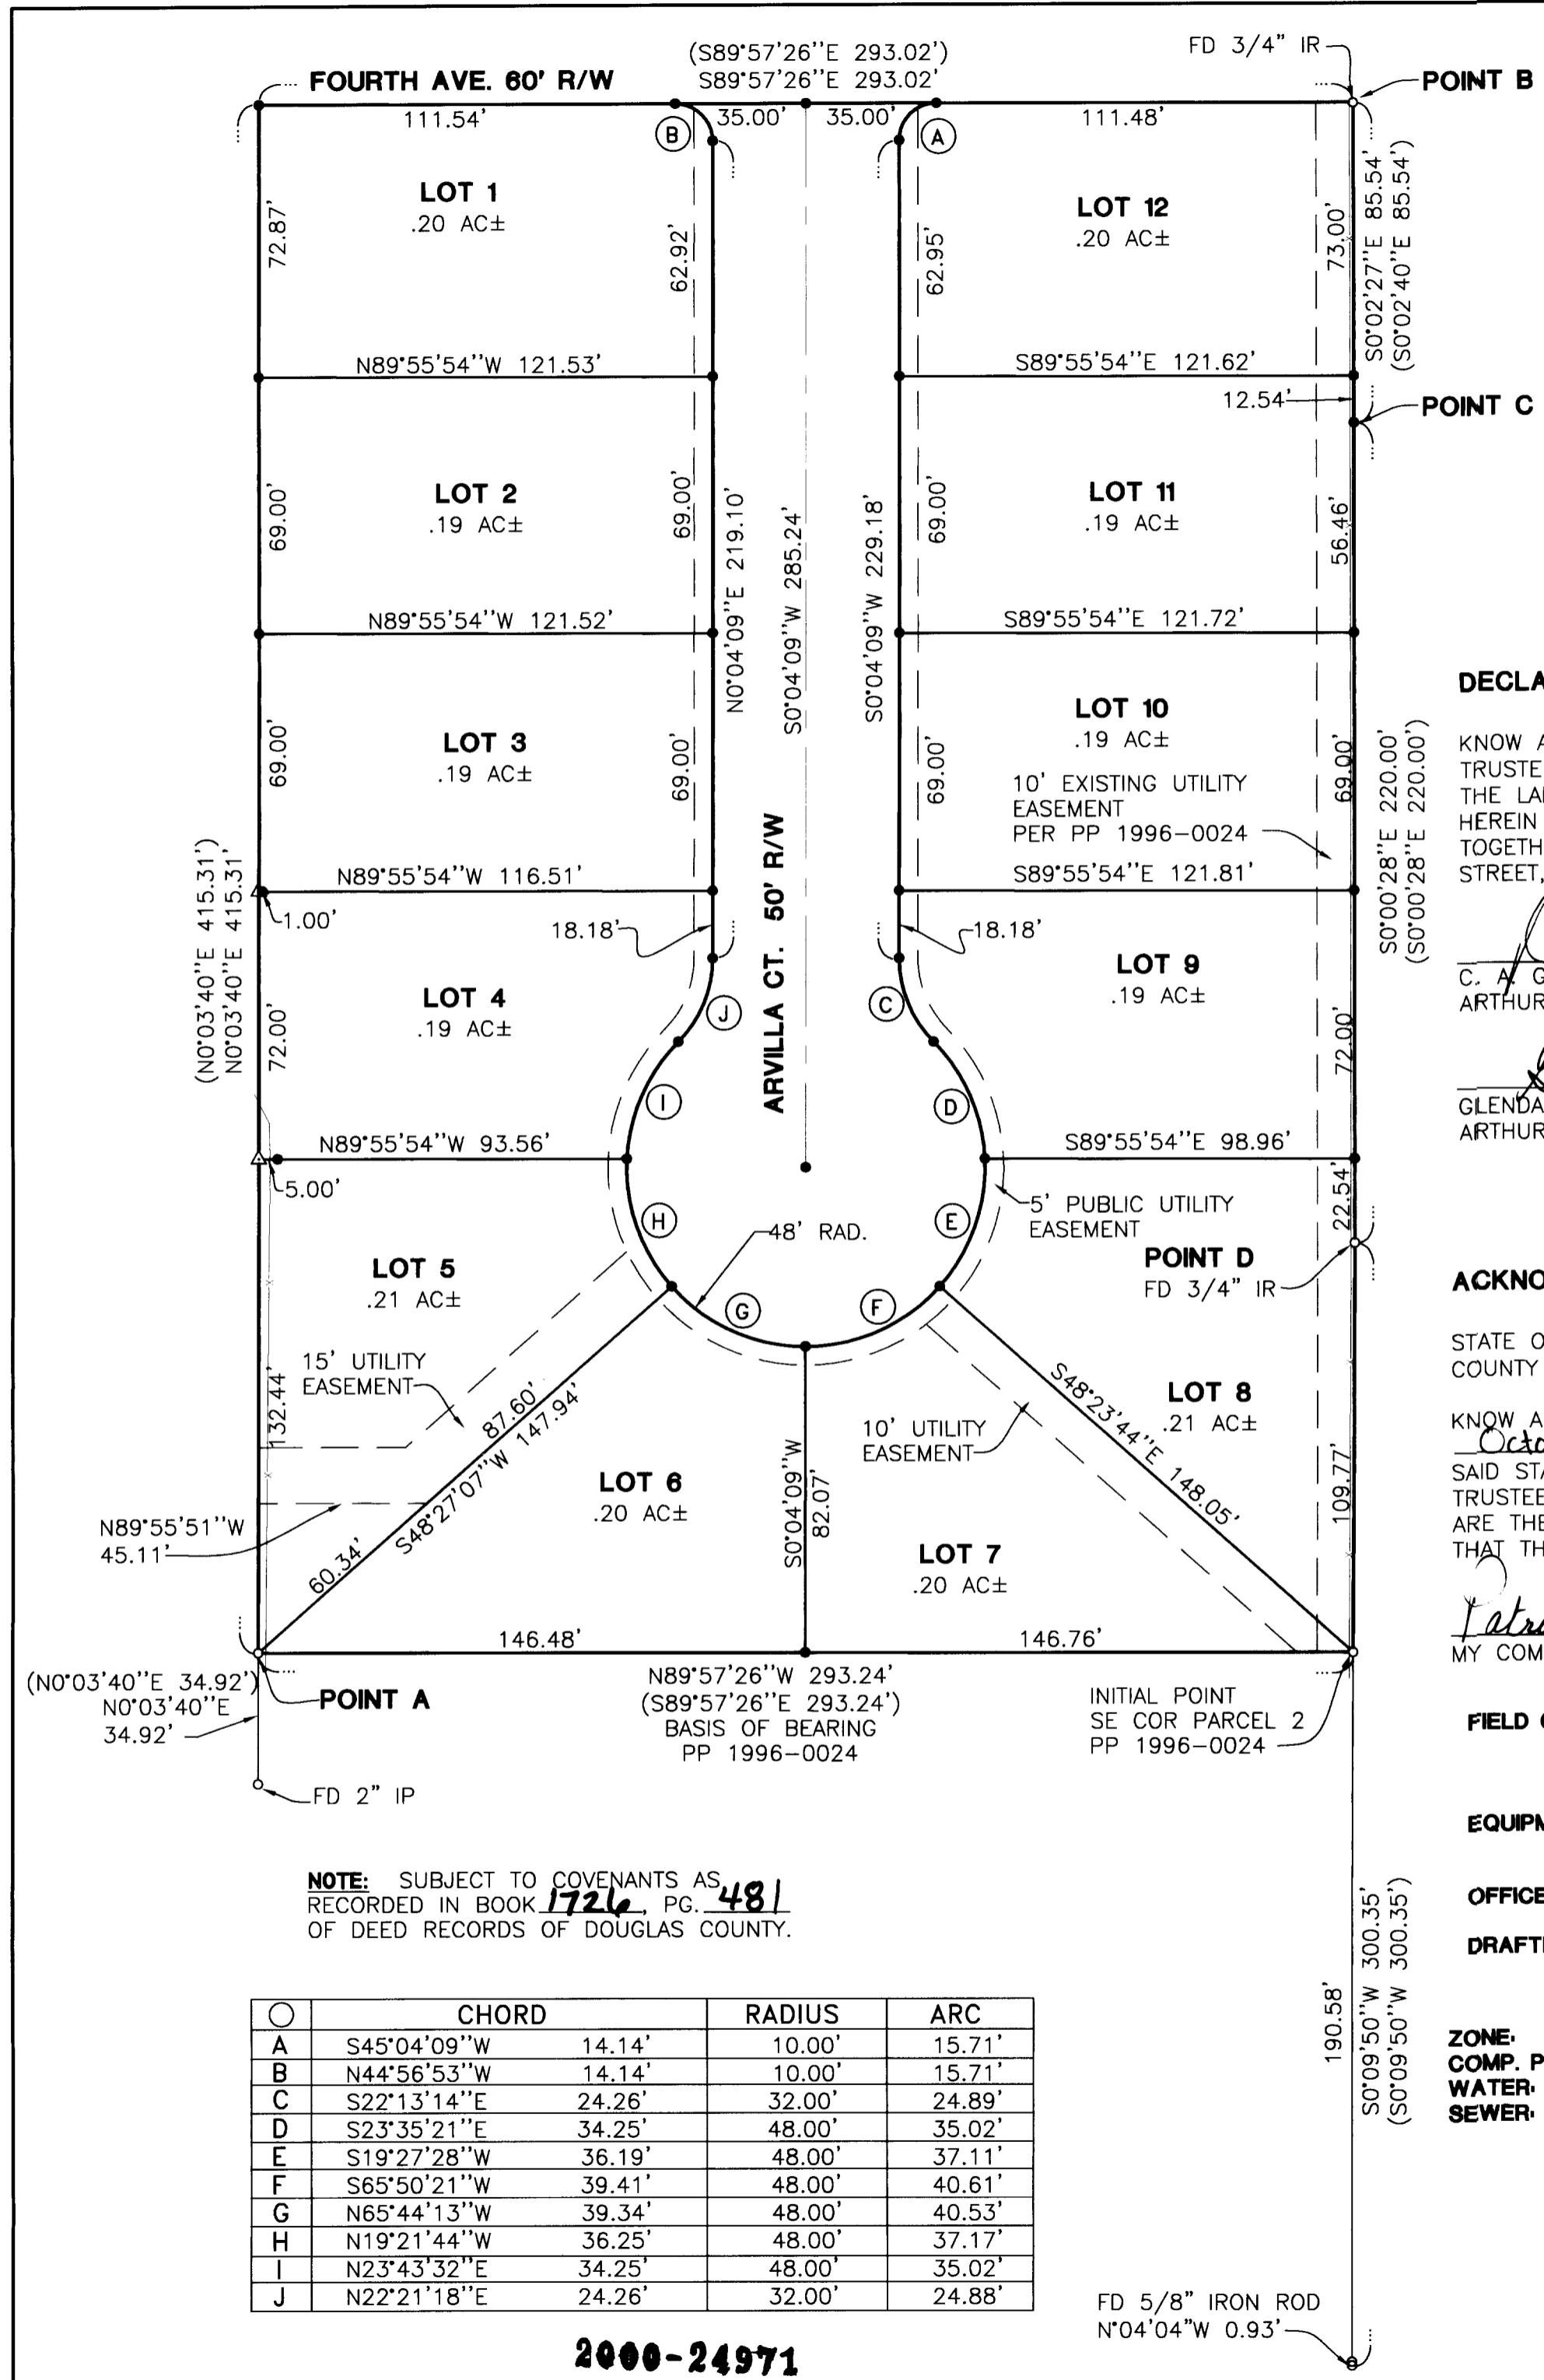 (S89°57'26"E 293.02')
S89°57'26"E 293.02'
FD 3/4" IR
POINT B
FOURTH AVE. 60' R/W
111.54'
35.00'
35.00'
111.48'
B
A
LOT 1
.20 AC±
72.87'
62.92'
LOT 12
.20 AC±
62.95'
73.00'
S0°02'27"E 85.54'
(S0°02'40"E 85.54')
N89°55'54"W 121.53'
S89°55'54"E 121.62'
12.54'
POINT C
LOT 2
.19 AC±
69.00'
69.00'
N0°04'09"E 219.10'
S0°04'09"W 285.24'
S0°04'09"W 229.18'
LOT 11
.19 AC±
69.00'
56.46'
N89°55'54"W 121.52'
S89°55'54"E 121.72'
LOT 3
.19 AC±
69.00'
69.00'
LOT 10
.19 AC±
69.00'
69.00'
10' EXISTING UTILITY
EASEMENT
PER PP 1996-0024
S0°00'28"E 220.00'
(S0°00'28"E 220.00')
DECLA
KNOW A
TRUSTE
THE LA
HEREIN
TOGETH
STREET,
(N0°03'40"E 415.31')
N0°03'40"E 415.31'
N89°55'54"W 116.51'
S89°55'54"E 121.81'
1.00'
18.18'
18.18'
ARVILLA CT. 50' R/W
LOT 4
.19 AC±
72.00'
J
C
LOT 9
.19 AC±
72.00'
C. A. G
ARTHUR
GLENDA
ARTHUR
I
D
N89°55'54"W 93.56'
S89°55'54"E 98.96'
5.00'
H
E
48' RAD.
5' PUBLIC UTILITY
EASEMENT
22.54'
POINT D
FD 3/4" IR
LOT 5
.21 AC±
132.44'
G
F
15' UTILITY
EASEMENT
87.60'
S48°27'07"W 147.94'
60.34'
S48°23'44"E 148.05'
LOT 8
.21 AC±
109.77'
10' UTILITY
EASEMENT
S0°04'09"W
82.07'
LOT 6
.20 AC±
LOT 7
.20 AC±
N89°55'51"W
45.11'
ACKNO
STATE O
COUNTY
KNOW A
Octo
SAID STA
TRUSTEE
ARE THE
THAT TH
Patri
MY COM
146.48'
146.76'
N89°57'26"W 293.24'
(S89°57'26"E 293.24')
BASIS OF BEARING
PP 1996-0024
(N0°03'40"E 34.92')
N0°03'40"E
34.92'
POINT A
INITIAL POINT
SE COR PARCEL 2
PP 1996-0024
FD 2" IP
FIELD
EQUIPM
OFFICE
DRAFT
NOTE: SUBJECT TO COVENANTS AS
RECORDED IN BOOK 1726, PG. 481
OF DEED RECORDS OF DOUGLAS COUNTY.
190.58'
S0°09'50"W 300.35'
(S0°09'50"W 300.35')
ZONE:
COMP. P
WATER:
SEWER:
CHORD RADIUS ARC
A S45°04'09"W 14.14' 10.00' 15.71'
B N44°56'53"W 14.14' 10.00' 15.71'
C S22°13'14"E 24.26' 32.00' 24.89'
D S23°35'21"E 34.25' 48.00' 35.02'
E S19°27'28"W 36.19' 48.00' 37.11'
F S65°50'21"W 39.41' 48.00' 40.61'
G N65°44'13"W 39.34' 48.00' 40.53'
H N19°21'44"W 36.25' 48.00' 37.17'
I N23°43'32"E 34.25' 48.00' 35.02'
J N22°21'18"E 24.26' 32.00' 24.88'
FD 5/8" IRON ROD
N°04'04"W 0.93'
2000-24971